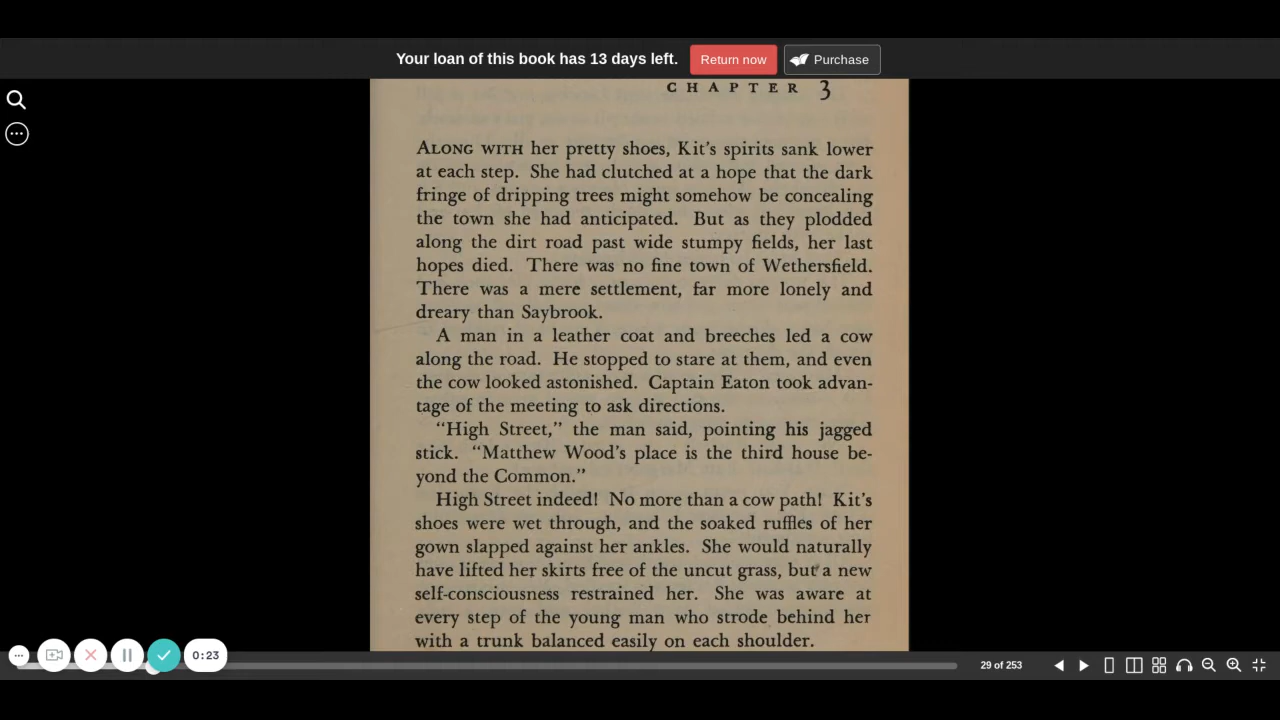 Your loan of this book has 13 days left. Return now Purchase
CHAPTER 3
ALONG WITH her pretty shoes, Kit's spirits sank lower
at each step. She had clutched at a hope that the dark
fringe of dripping trees might somehow be concealing
the town she had anticipated. But as they plodded
along the dirt road past wide stumpy fields, her last
hopes died. There was no fine town of Wethersfield.
There was a mere settlement, far more lonely and
dreary than Saybrook.
A man in a leather coat and breeches led a cow
along the road. He stopped to stare at them, and even
the cow looked astonished. Captain Eaton took advan-
tage of the meeting to ask directions.
"High Street," the man said, pointing his jagged
stick. "Matthew Wood's place is the third house be-
yond the Common."
High Street indeed! No more than a cow path! Kit's
shoes were wet through, and the soaked ruffles of her
gown slapped against her ankles. She would naturally
have lifted her skirts free of the uncut grass, but a new
self-consciousness restrained her. She was aware at
every step of the young man who strode behind her
with a trunk balanced easily on each shoulder.
0:23
29 of 253